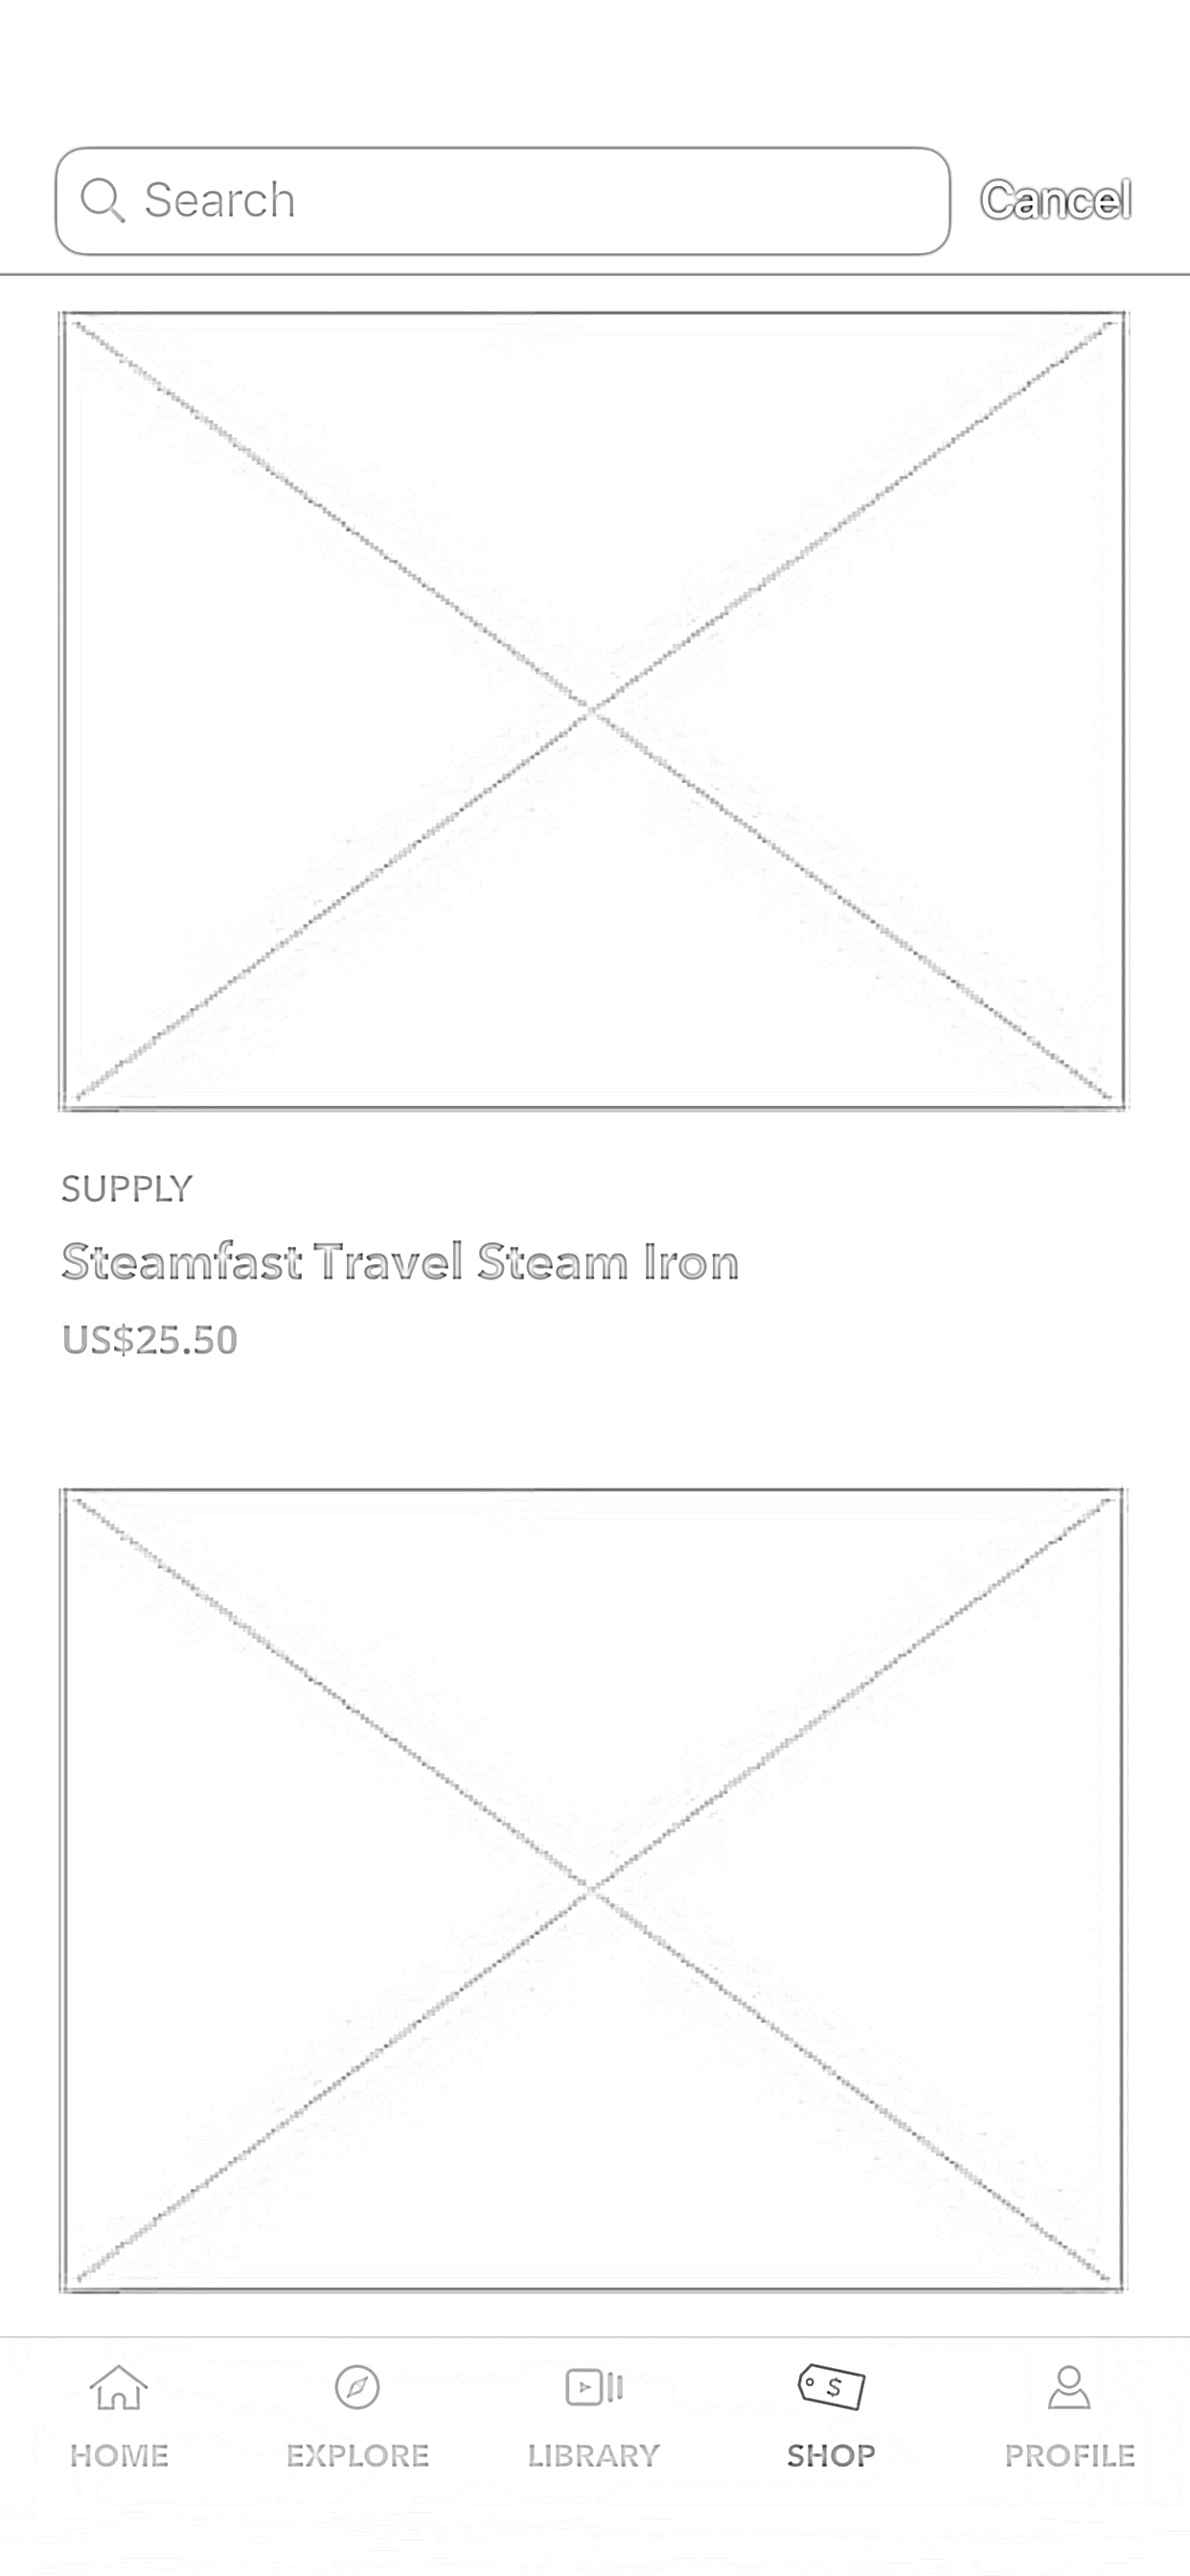 Search
Cancel
SUPPLY
Steamfast Travel Steam Iron
US$25.50
$
HOME
EXPLORE
LIBRARY
SHOP
PROFILE